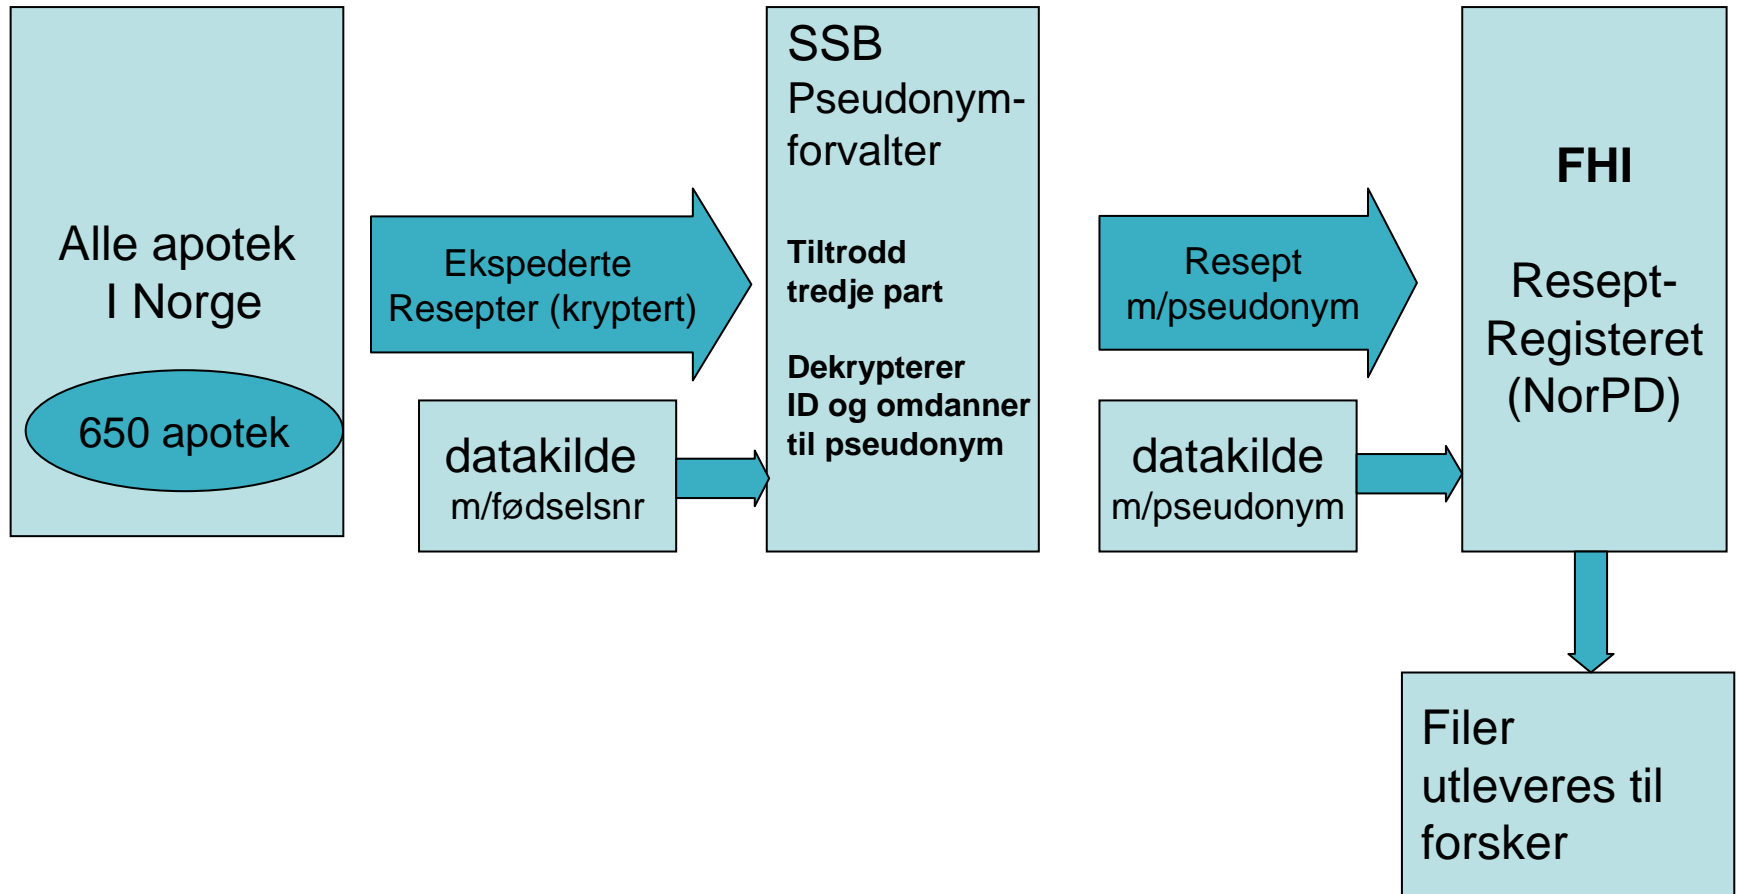 Alle apotek
I Norge
650 apotek
Ekspederte
Resepter (kryptert)
datakilde
m/fødselsnr
SSB
Pseudonym-
forvalter
Tiltrodd
tredje part
Dekrypterer
ID og omdanner
til pseudonym
Resept
m/pseudonym
datakilde
m/pseudonym
FHI
Resept-
Registeret
(NorPD)
Filer
utleveres til
forsker